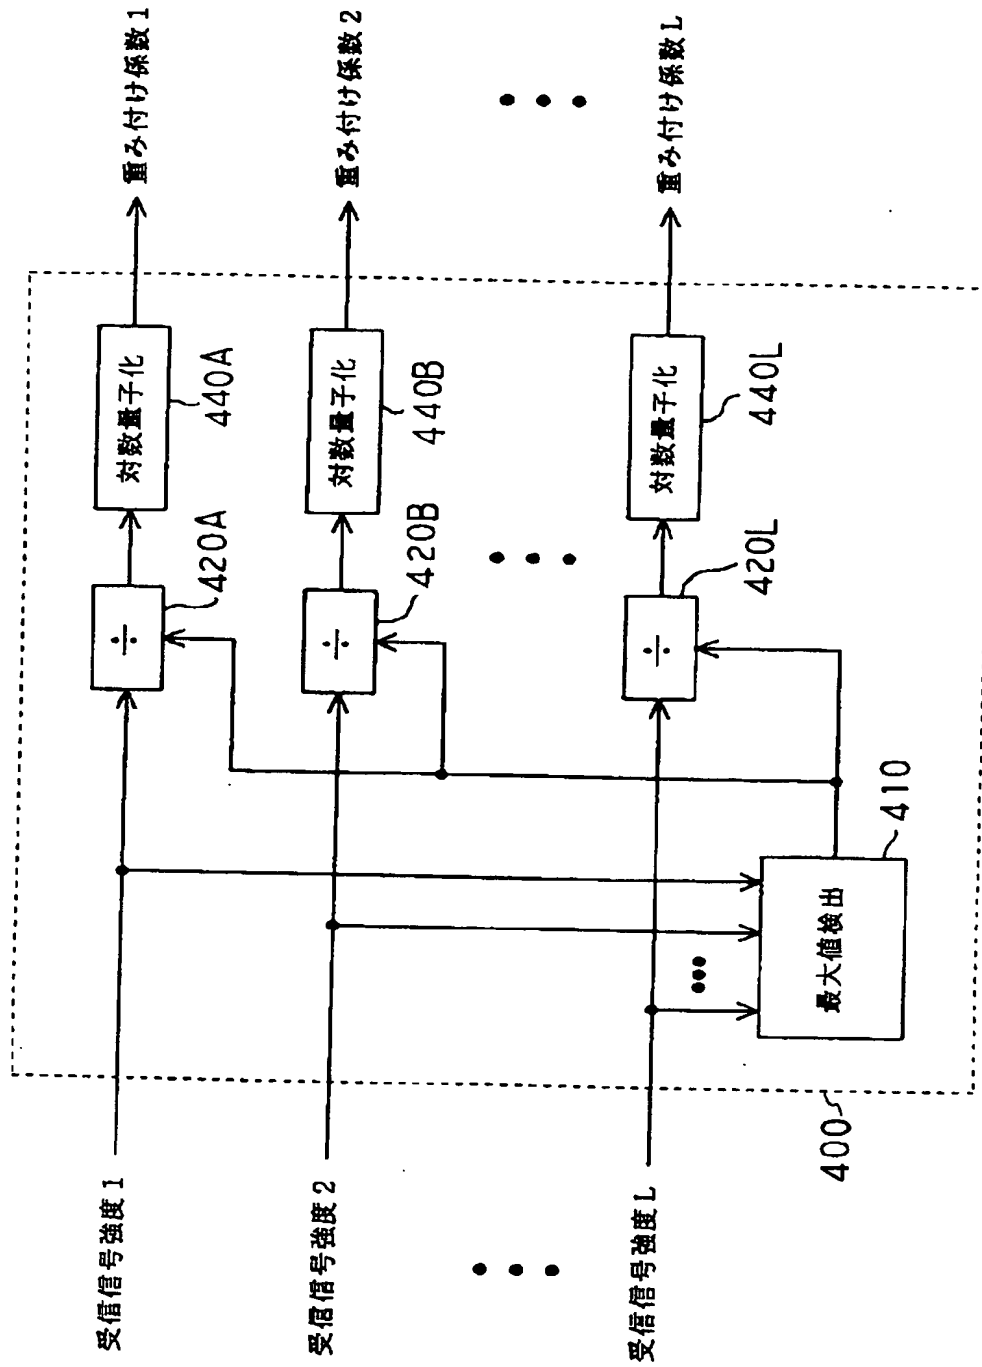 受信信号強度1
÷
420A
対数量子化
440A
重み付け係数1
受信信号強度2
÷
420B
対数量子化
440B
重み付け係数2
受信信号強度L
÷
420L
対数量子化
440L
重み付け係数L
最大値検出
410
400